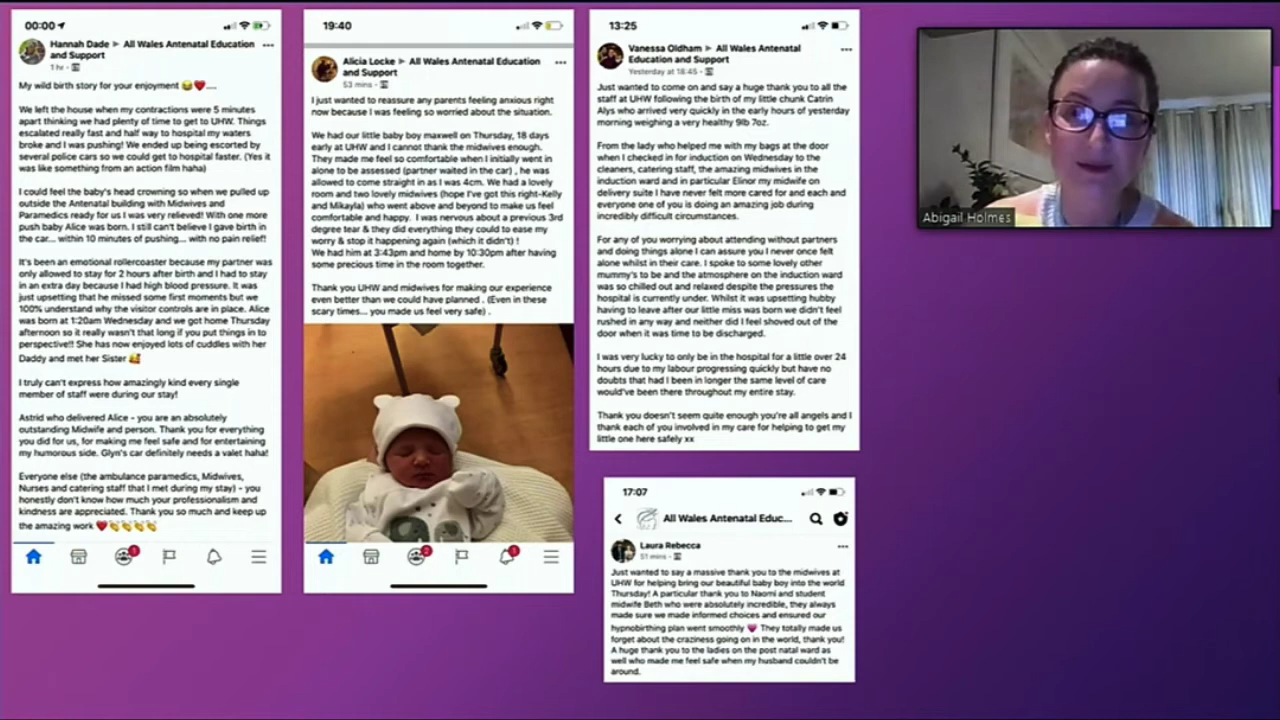 00:00
Hannah Dade ▸ All Wales Antenatal Education
and Support
1 hr
My wild birth story for your enjoyment 😂❤️....
We left the house when my contractions were 5 minutes
apart thinking we had plenty of time to get to UHW. Things
escalated really fast and half way to hospital my waters
broke and I was pushing! We ended up being escorted by
several police cars so we could get to hospital faster. (Yes it
was like something from an action film haha)
I could feel the baby's head crowning so when we pulled up
outside the Antenatal building with Midwives and
Paramedics ready for us I was very relieved! With one more
push baby Alice was born. I still can't believe I gave birth in
the car... within 10 minutes of pushing... with no pain relief!
It's been an emotional rollercoaster because my partner was
only allowed to stay for 2 hours after birth and I had to stay
in an extra day because I had high blood pressure. It was
just upsetting that he missed some first moments but we
100% understand why the visitor controls are in place. Alice
was born at 1:20am Wednesday and we got home Thursday
afternoon so it really wasn't that long if you put things in to
perspective!! She has now enjoyed lots of cuddles with her
Daddy and met her Sister 🥰
I truly can't express how amazingly kind every single
member of staff were during our stay!
Astrid who delivered Alice - you are an absolutely
outstanding Midwife and person. Thank you for everything
you did for us, for making me feel safe and for entertaining
my humorous side. Glyn's car definitely needs a valet haha!
Everyone else (the ambulance paramedics, Midwives,
Nurses and catering staff that I met during my stay) - you
honestly don't know how much your professionalism and
kindness are appreciated. Thank you so much and keep up
the amazing work ❤️👏👏👏👏
1
19:40
Alicia Locke ▸ All Wales Antenatal Education
and Support
53 mins
I just wanted to reassure any parents feeling anxious right
now because I was feeling so worried about the situation.
We had our little baby boy maxwell on Thursday, 18 days
early at UHW and I cannot thank the midwives enough.
They made me feel so comfortable when I initially went in
alone to be assessed (partner waited in the car) , he was
allowed to come straight in as I was 4cm. We had a lovely
room and two lovely midwives (hope I've got this right-Kelly
and Mikayla) who went above and beyond to make us feel
comfortable and happy. I was nervous about a previous 3rd
degree tear & they did everything they could to ease my
worry & stop it happening again (which it didn't) !
We had him at 3:43pm and home by 10:30pm after having
some precious time in the room together.
Thank you UHW and midwives for making our experience
even better than we could have planned . (Even in these
scary times... you made us feel very safe) .
2
1
13:25
Vanessa Oldham ▸ All Wales Antenatal
Education and Support
Yesterday at 18:45
Just wanted to come on and say a huge thank you to all the
staff at UHW following the birth of my little chunk Catrin
Alys who arrived very quickly in the early hours of yesterday
morning weighing a very healthy 9lb 7oz.
From the lady who helped me with my bags at the door
when I checked in for induction on Wednesday to the
cleaners, catering staff, the amazing midwives in the
induction ward and in particular Elinor my midwife on
delivery suite I have never felt more cared for and each and
everyone one of you is doing an amazing job during
incredibly difficult circumstances.
For any of you worrying about attending without partners
and doing things alone I can assure you I never once felt
alone whilst in their care. I spoke to some lovely other
mummy's to be and the atmosphere on the induction ward
was so chilled out and relaxed despite the pressures the
hospital is currently under. Whilst it was upsetting hubby
having to leave after our little miss was born we didn't feel
rushed in any way and neither did I feel shoved out of the
door when it was time to be discharged.
I was very lucky to only be in the hospital for a little over 24
hours due to my labour progressing quickly but have no
doubts that had I been in longer the same level of care
would've been there throughout my entire stay.
Thank you doesn't seem quite enough you're all angels and I
thank each of you involved in my care for helping to get my
little one here safely xx
17:07
All Wales Antenatal Educ...
Laura Rebecca
51 mins
Just wanted to say a massive thank you to the midwives at
UHW for helping bring our beautiful baby boy into the world
Thursday! A particular thank you to Naomi and student
midwife Beth who were absolutely incredible, they always
made sure we made informed choices and ensured our
hypnobirthing plan went smoothly 💗 They totally made us
forget about the craziness going on in the world, thank you!
A huge thank you to the ladies on the post natal ward as
well who made me feel safe when my husband couldn't be
around.
Abigail Holmes